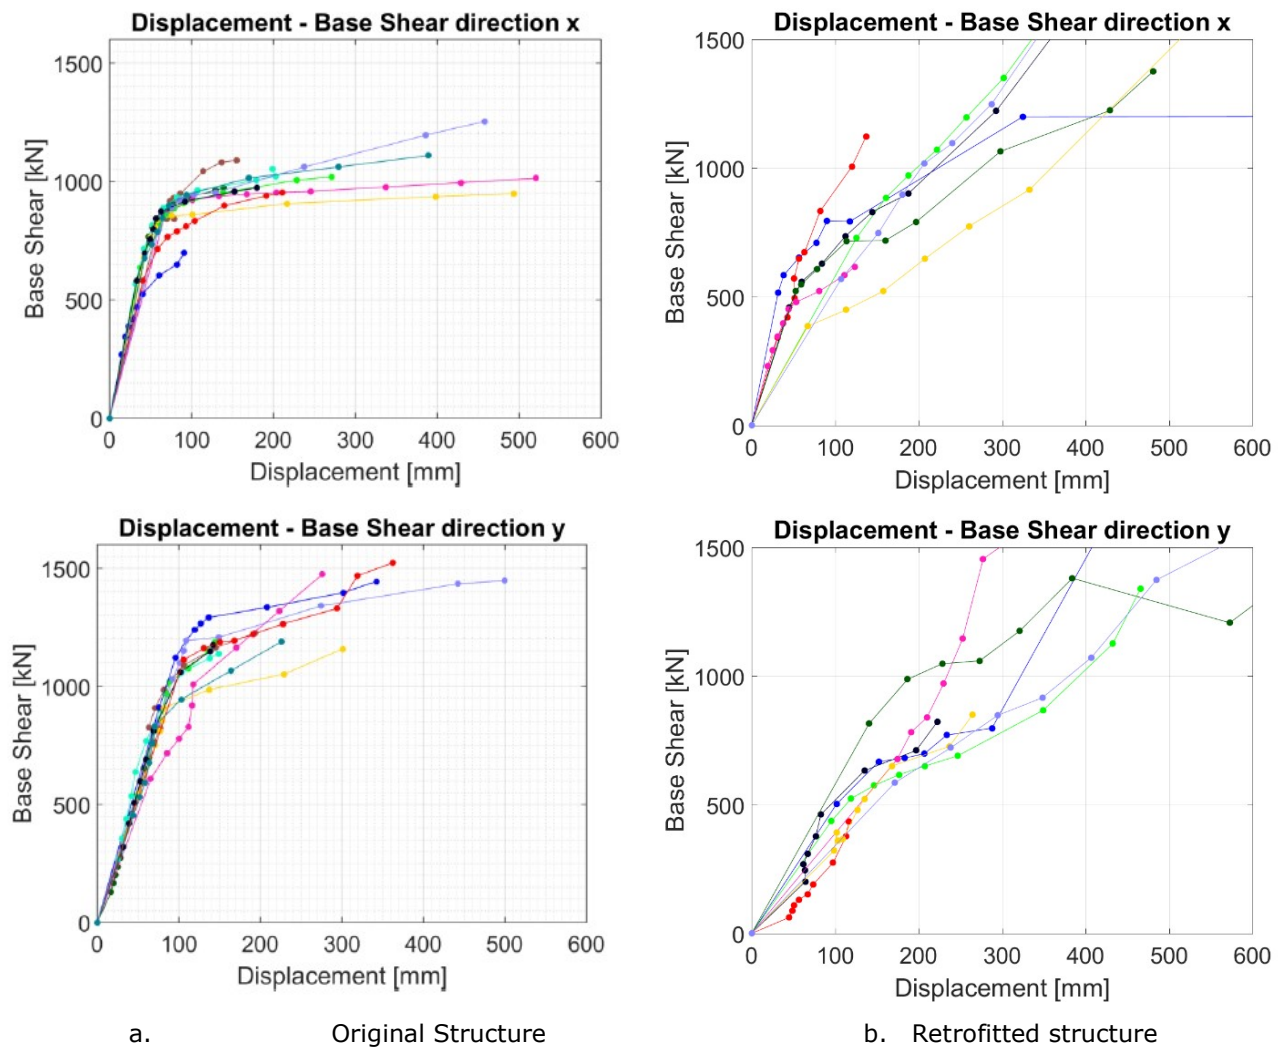 Displacement - Base Shear direction x
Base Shear [kN]
1500
1000
500
0
0 100 200 300 400 500 600
Displacement [mm]
Displacement - Base Shear direction x
Base Shear [kN]
1500
1000
500
0
0 100 200 300 400 500 600
Displacement [mm]
Displacement - Base Shear direction y
Base Shear [kN]
1500
1000
500
0
0 100 200 300 400 500 600
Displacement [mm]
Displacement - Base Shear direction y
Base Shear [kN]
1500
1000
500
0
0 100 200 300 400 500 600
Displacement [mm]
a. Original Structure
b. Retrofitted structure